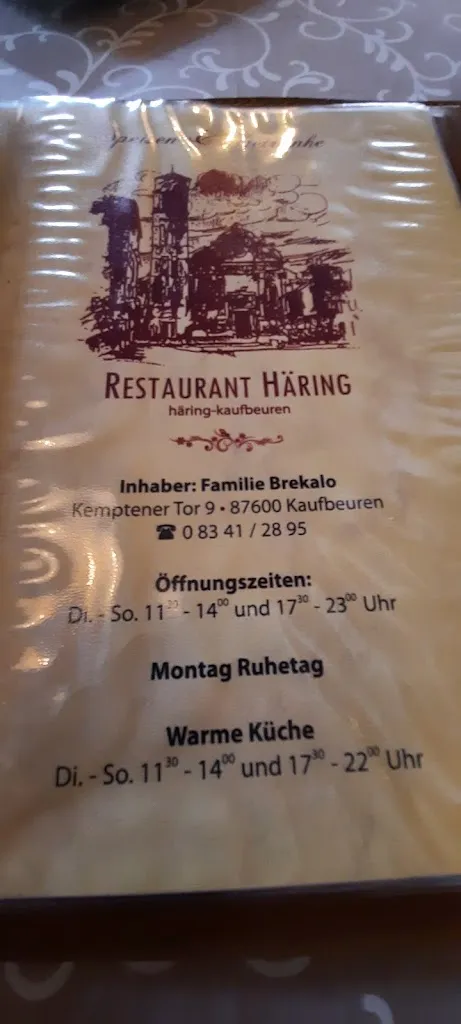 Speisen & Getränke
RESTAURANT HÄRING
häring-kaufbeuren
Inhaber: Familie Brekalo
Kemptener Tor 9 • 87600 Kaufbeuren
☎ 0 83 41 / 28 95
Öffnungszeiten:
Di. - So. 11³⁰ - 14⁰⁰ und 17³⁰ - 23⁰⁰ Uhr
Montag Ruhetag
Warme Küche
Di. - So. 11³⁰ - 14⁰⁰ und 17³⁰ - 22⁰⁰ Uhr